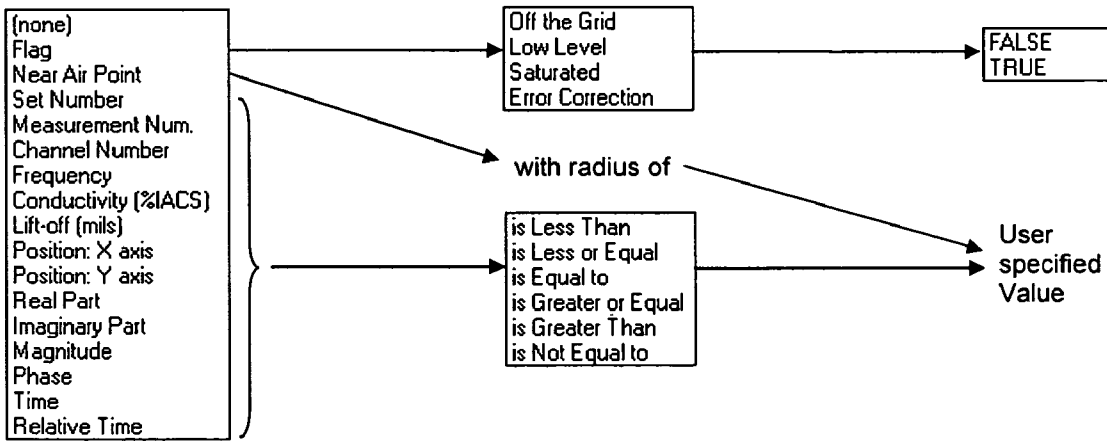 (none)
Flag
Near Air Point
Set Number
Measurement Num.
Channel Number
Frequency
Conductivity (%IACS)
Lift-off (mils)
Position: X axis
Position: Y axis
Real Part
Imaginary Part
Magnitude
Phase
Time
Relative Time
Off the Grid
Low Level
Saturated
Error Correction
FALSE
TRUE
with radius of
is Less Than
is Less or Equal
is Equal to
is Greater or Equal
is Greater Than
is Not Equal to
User
specified
Value